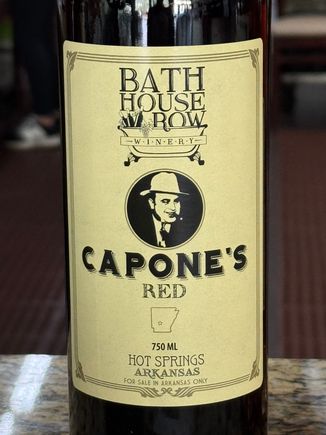 BATH
HOUSE
ROW
WINERY
CAPONE'S
RED
750 ML
HOT SPRINGS
ARKANSAS
FOR SALE IN ARKANSAS ONLY